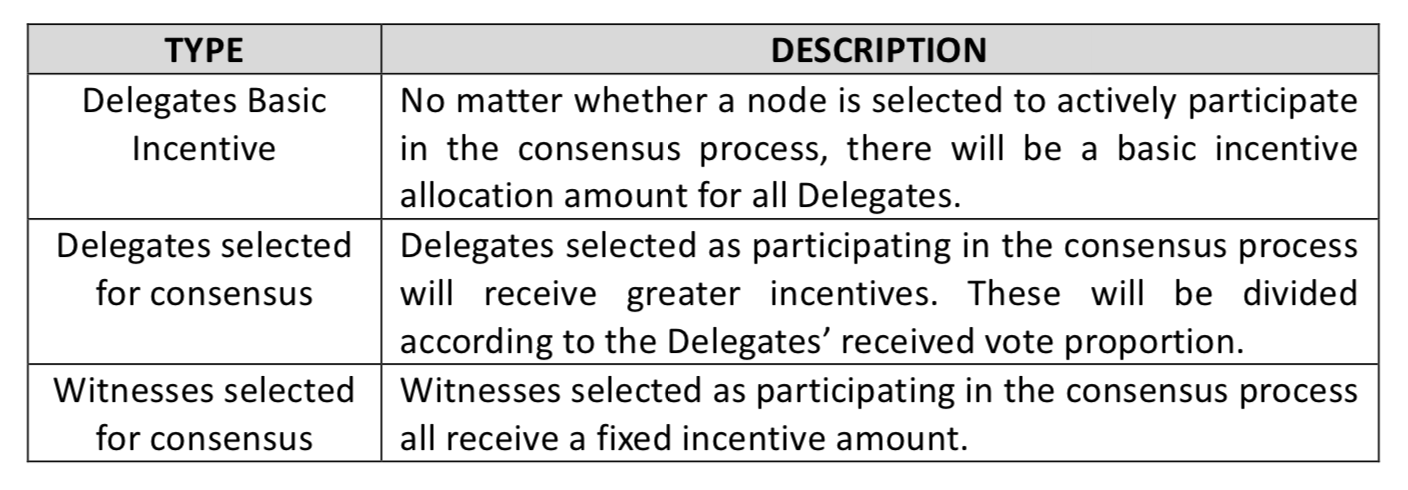 TYPE
DESCRIPTION
Delegates Basic
Incentive
No matter whether a node is selected to actively participate
in the consensus process, there will be a basic incentive
allocation amount for all Delegates.
Delegates selected
for consensus
Delegates selected as participating in the consensus process
will receive greater incentives. These will be divided
according to the Delegates’ received vote proportion.
Witnesses selected
for consensus
Witnesses selected as participating in the consensus process
all receive a fixed incentive amount.